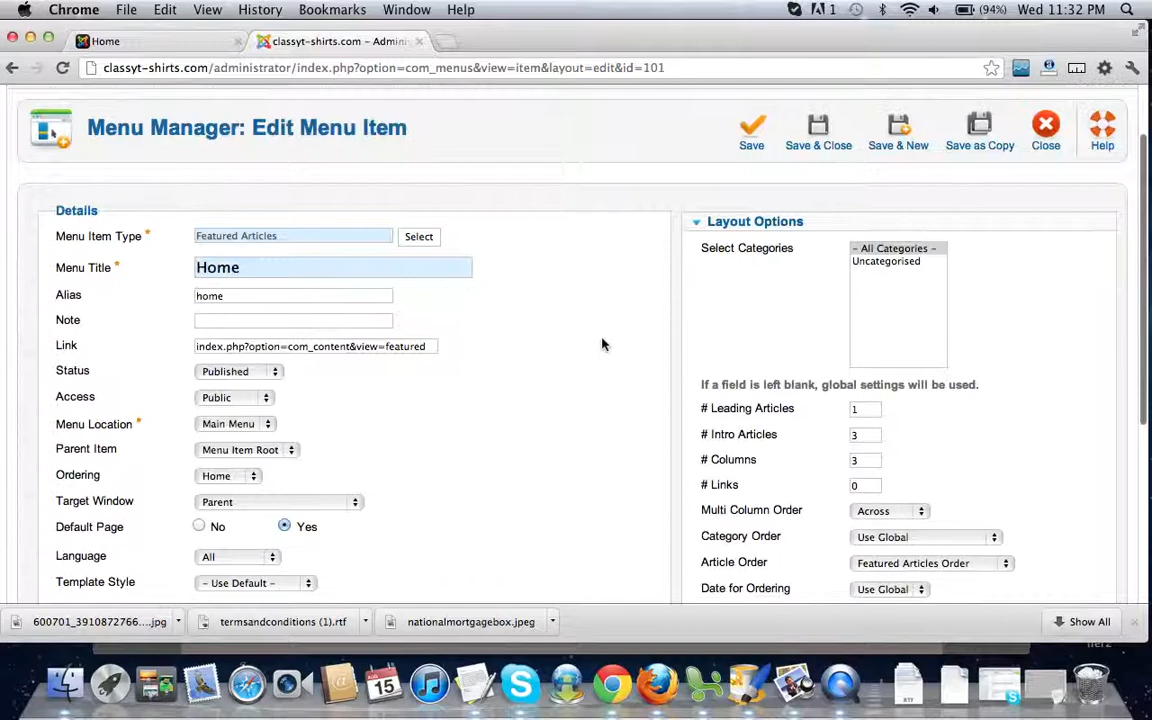 Chrome File Edit View History Bookmarks Window Help 1 (94%) Wed 11:32 PM
Home classyt-shirts.com – Admini
classyt-shirts.com/administrator/index.php?option=com_menus&view=item&layout=edit&id=101
Menu Manager: Edit Menu Item
Save Save & Close Save & New Save as Copy Close Help
Details
Menu Item Type * Featured Articles Select
Menu Title * Home
Alias home
Note
Link index.php?option=com_content&view=featured
Status Published
Access Public
Menu Location * Main Menu
Parent Item Menu Item Root
Ordering Home
Target Window Parent
Default Page No Yes
Language All
Template Style - Use Default -
Layout Options
Select Categories - All Categories -
Uncategorised
If a field is left blank, global settings will be used.
# Leading Articles 1
# Intro Articles 3
# Columns 3
# Links 0
Multi Column Order Across
Category Order Use Global
Article Order Featured Articles Order
Date for Ordering Use Global
600701_3910872766....jpg termsandconditions (1).rtf nationalmortgagebox.jpeg Show All
AUG
15